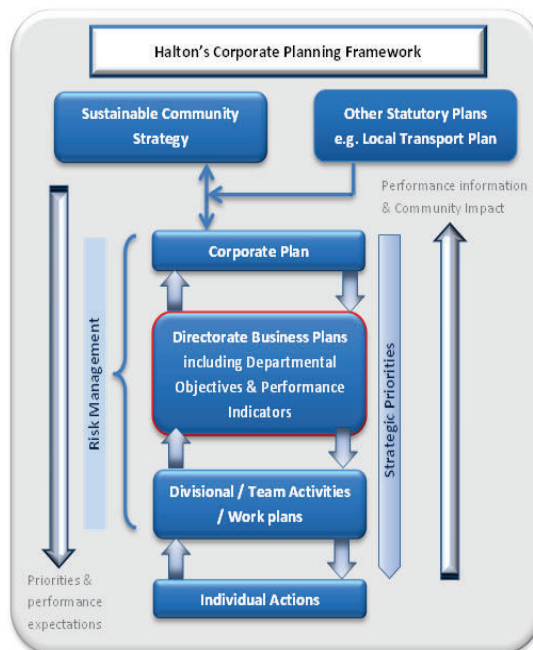 Halton's Corporate Planning Framework
Sustainable Community
Strategy
Other Statutory Plans
e.g. Local Transport Plan
Performance information
& Community Impact
Corporate Plan
Directorate Business Plans
including Departmental
Objectives & Performance
Indicators
Risk Management
Strategic Priorities
Divisional / Team Activities
/ Work plans
Priorities &
performance
expectations
Individual Actions